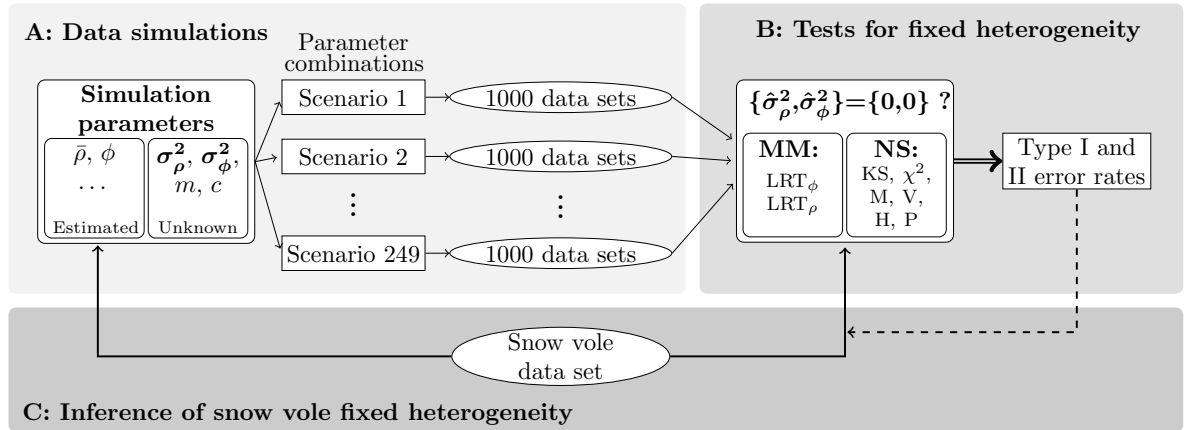 A: Data simulations
Parameter
combinations
Simulation
parameters
ρ̄, ϕ
...
Estimated
σ²ρ, σ²ϕ,
m, c
Unknown
Scenario 1
1000 data sets
Scenario 2
1000 data sets
⋮
⋮
Scenario 249
1000 data sets
B: Tests for fixed heterogeneity
{σ̂²ρ,σ̂²ϕ}={0,0} ?
MM:
LRTϕ
LRTρ
NS:
KS, χ²,
M, V,
H, P
Type I and
II error rates
Snow vole
data set
C: Inference of snow vole fixed heterogeneity